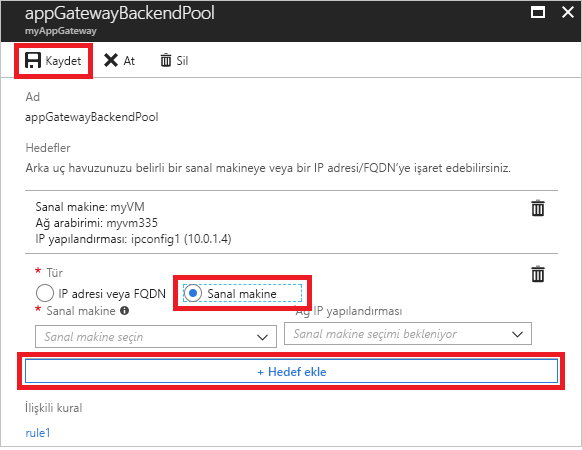 appGatewayBackendPool
myAppGateway
Kaydet At Sil
Ad
appGatewayBackendPool
Hedefler
Arka uç havuzunuzu belirli bir sanal makineye veya bir IP adresi/FQDN'ye işaret edebilirsiniz.
Sanal makine: myVM
Ağ arabirimi: myvm335
IP yapılandırması: ipconfig1 (10.0.1.4)
* Tür
IP adresi veya FQDN Sanal makine
* Sanal makine Ağ IP yapılandırması
Sanal makine seçin Sanal makine seçimi bekleniyor
+ Hedef ekle
İlişkili kural
rule1